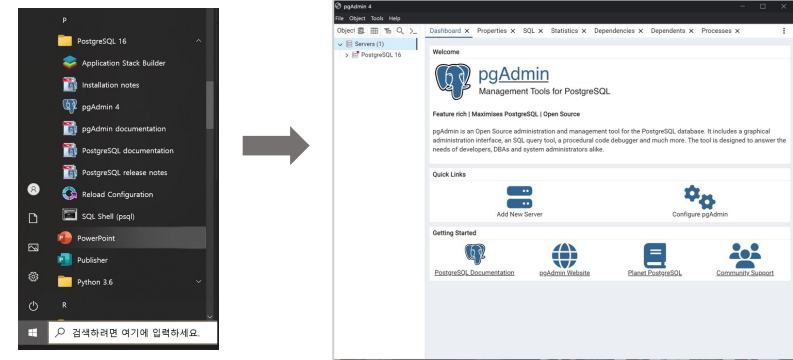 P
PostgreSQL 16
Application Stack Builder
Installation notes
pgAdmin 4
pgAdmin documentation
PostgreSQL documentation
PostgreSQL release notes
Reload Configuration
SQL Shell (psql)
PowerPoint
Publisher
Python 3.6
R
검색하려면 여기에 입력하세요.
pgAdmin 4
File Object Tools Help
Object
Dashboard Properties SQL Statistics Dependencies Dependents Processes
Servers (1)
PostgreSQL 16
Welcome
pgAdmin
Management Tools for PostgreSQL
Feature rich | Maximises PostgreSQL | Open Source
pgAdmin is an Open Source administration and management tool for the PostgreSQL database. It includes a graphical
administration interface, an SQL query tool, a procedural code debugger and much more. The tool is designed to answer the
needs of developers, DBAs and system administrators alike.
Quick Links
Add New Server
Configure pgAdmin
Getting Started
PostgreSQL Documentation
pgAdmin Website
Planet PostgreSQL
Community Support